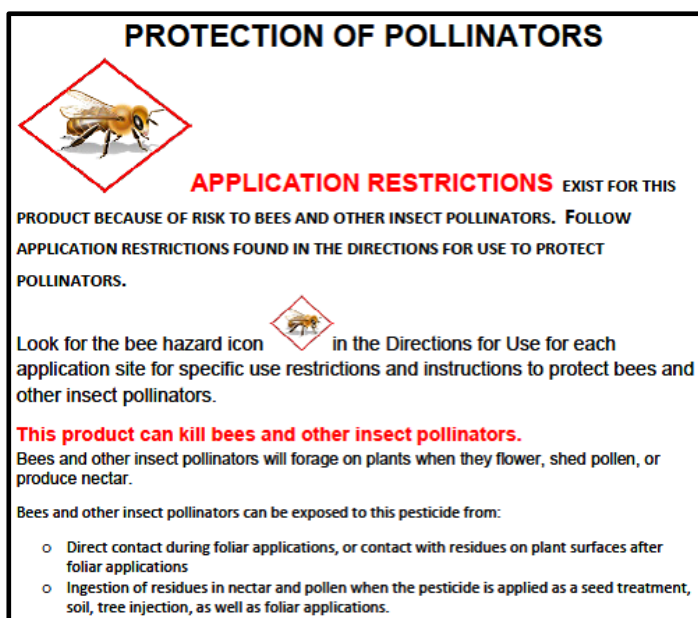 PROTECTION OF POLLINATORS
APPLICATION RESTRICTIONS EXIST FOR THIS
PRODUCT BECAUSE OF RISK TO BEES AND OTHER INSECT POLLINATORS. FOLLOW
APPLICATION RESTRICTIONS FOUND IN THE DIRECTIONS FOR USE TO PROTECT
POLLINATORS.
Look for the bee hazard icon in the Directions for Use for each
application site for specific use restrictions and instructions to protect bees and
other insect pollinators.
This product can kill bees and other insect pollinators.
Bees and other insect pollinators will forage on plants when they flower, shed pollen, or
produce nectar.
Bees and other insect pollinators can be exposed to this pesticide from:
o Direct contact during foliar applications, or contact with residues on plant surfaces after
foliar applications
o Ingestion of residues in nectar and pollen when the pesticide is applied as a seed treatment,
soil, tree injection, as well as foliar applications.